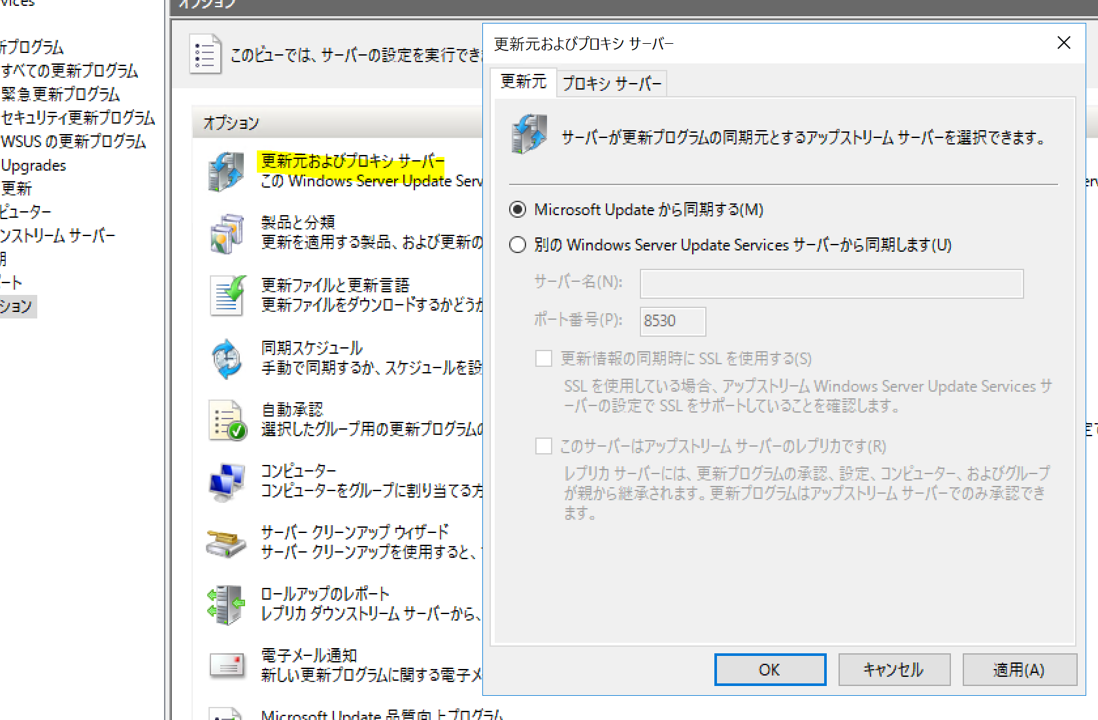 vices
オプション
新プログラム
すべての更新プログラム
緊急更新プログラム
セキュリティ更新プログラム
WSUS の更新プログラム
Upgrades
更新
ピューター
ンストリーム サーバー
期
ート
ション
このビューでは、サーバーの設定を実行でき
オプション
更新元およびプロキシ サーバー
この Windows Server Update Serv
製品と分類
更新を適用する製品、および更新の
更新ファイルと更新言語
更新ファイルをダウンロードするかどうか
同期スケジュール
手動で同期するか、スケジュールを設
自動承認
選択したグループ用の更新プログラムの
コンピューター
コンピューターをグループに割り当てる方
サーバー クリーンアップ ウィザード
サーバー クリーンアップを使用すると、
ロールアップのレポート
レプリカ ダウンストリーム サーバーから、
電子メール通知
新しい更新プログラムに関する電子メ
Microsoft Update 品質向上プログラム
更新元およびプロキシ サーバー
更新元 プロキシ サーバー
サーバーが更新プログラムの同期元とするアップストリーム サーバーを選択できます。
Microsoft Update から同期する(M)
別の Windows Server Update Services サーバーから同期します(U)
サーバー名(N):
ポート番号(P): 8530
更新情報の同期時に SSL を使用する(S)
SSL を使用している場合、アップストリーム Windows Server Update Services サ
ーバーの設定で SSL をサポートしていることを確認します。
このサーバーはアップストリーム サーバーのレプリカです(R)
レプリカ サーバーには、更新プログラムの承認、設定、コンピューター、およびグループ
が親から継承されます。更新プログラムはアップストリーム サーバーでのみ承認でき
ます。
OK キャンセル 適用(A)